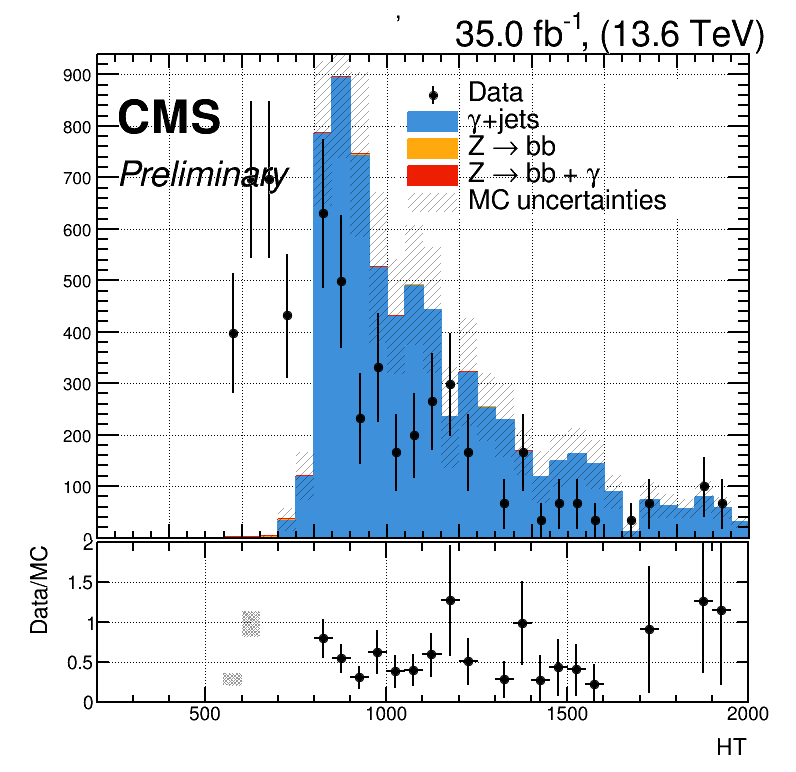 ,
35.0 fb-1, (13.6 TeV)
CMS
Preliminary
Data
γ+jets
Z → bb
Z → bb + γ
MC uncertainties
900
800
700
600
500
400
300
200
100
0
Data/MC
2
1.5
1
0.5
0
500 1000 1500 2000
HT